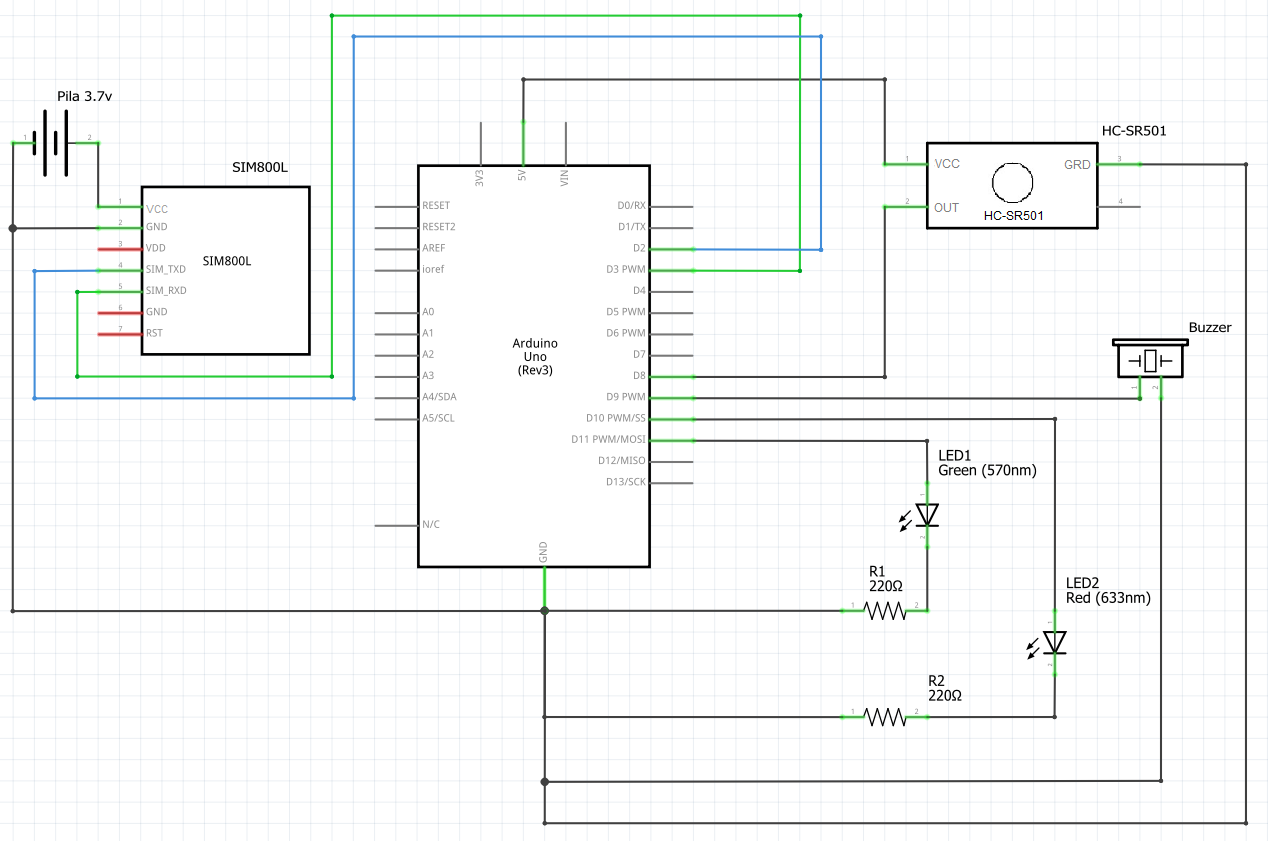 Pila 3.7v
1
2
SIM800L
1
VCC
2
GND
3
VDD
4
SIM_TXD
5
SIM_RXD
6
GND
7
RST
SIM800L
3V3
5V
VIN
RESET
RESET2
AREF
ioref
A0
A1
A2
A3
A4/SDA
A5/SCL
N/C
Arduino
Uno
(Rev3)
D0/RX
D1/TX
D2
D3 PWM
D4
D5 PWM
D6 PWM
D7
D8
D9 PWM
D10 PWM/SS
D11 PWM/MOSI
D12/MISO
D13/SCK
GND
HC-SR501
1
VCC
GRD
3
2
OUT
4
HC-SR501
Buzzer
1
2
LED1
Green (570nm)
1
2
R1
220Ω
1
2
LED2
Red (633nm)
1
2
R2
220Ω
1
2